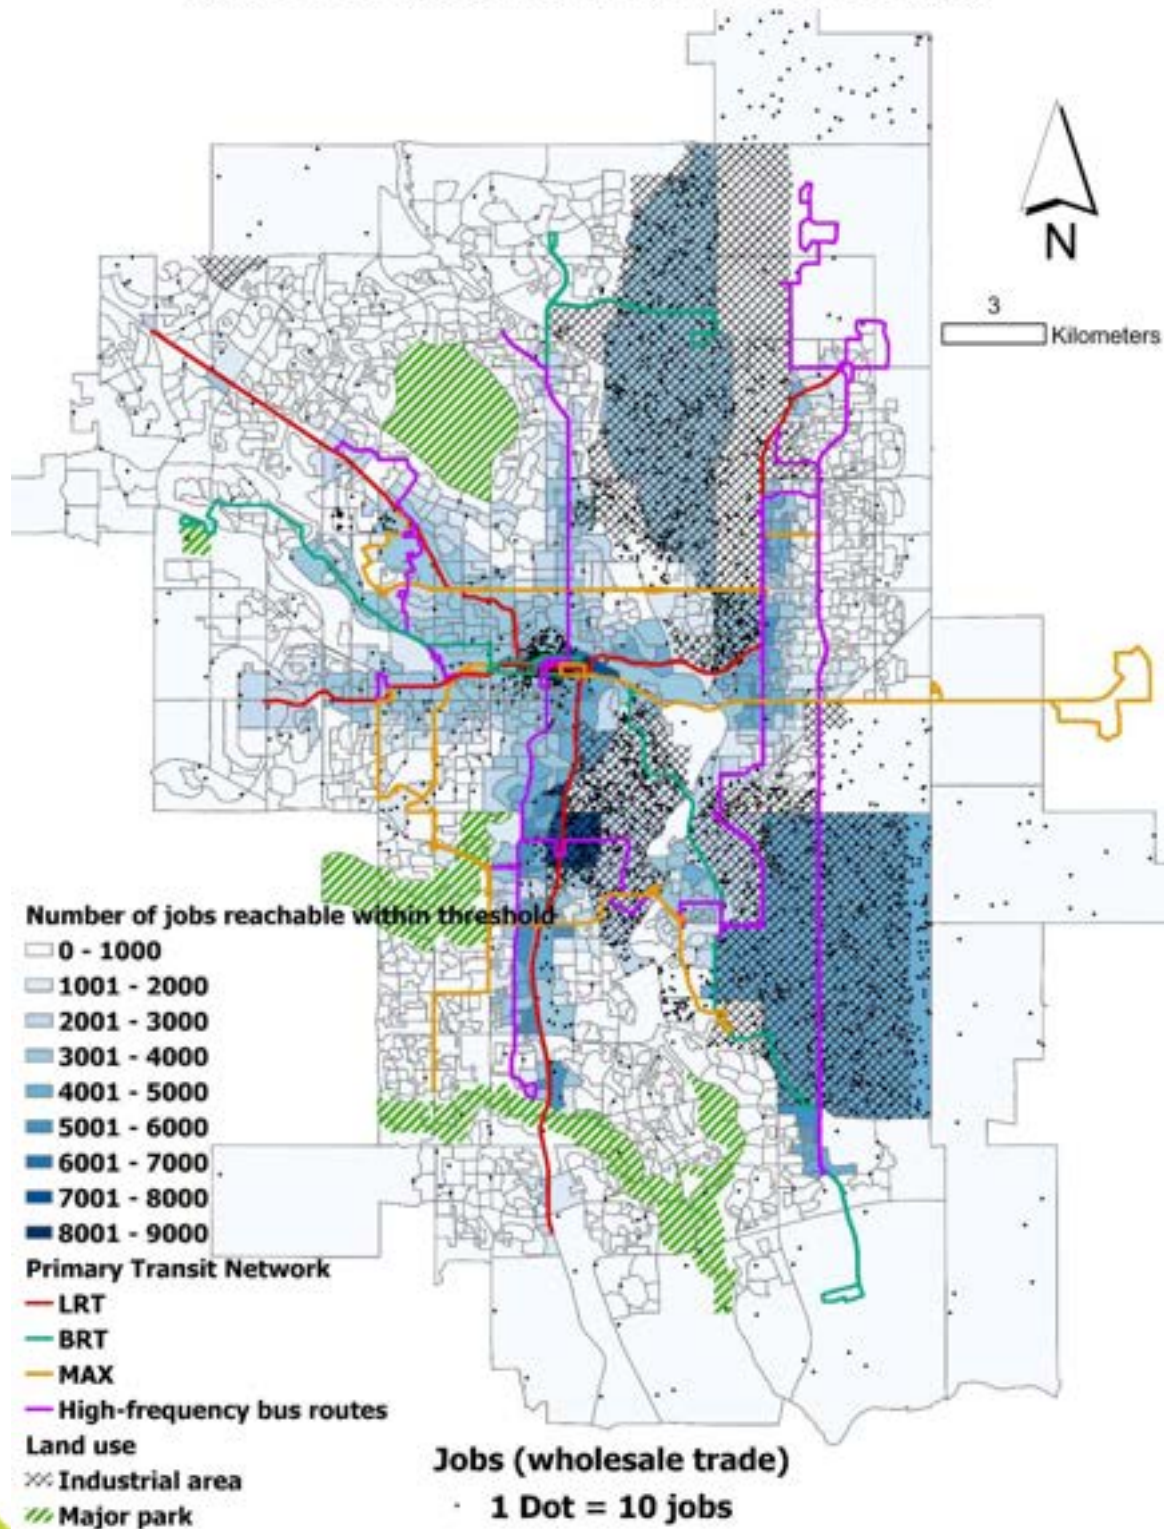 N
3
Kilometers
Number of jobs reachable within threshold
0 - 1000
1001 - 2000
2001 - 3000
3001 - 4000
4001 - 5000
5001 - 6000
6001 - 7000
7001 - 8000
8001 - 9000
Primary Transit Network
LRT
BRT
MAX
High-frequency bus routes
Land use
Industrial area
Major park
Jobs (wholesale trade)
1 Dot = 10 jobs